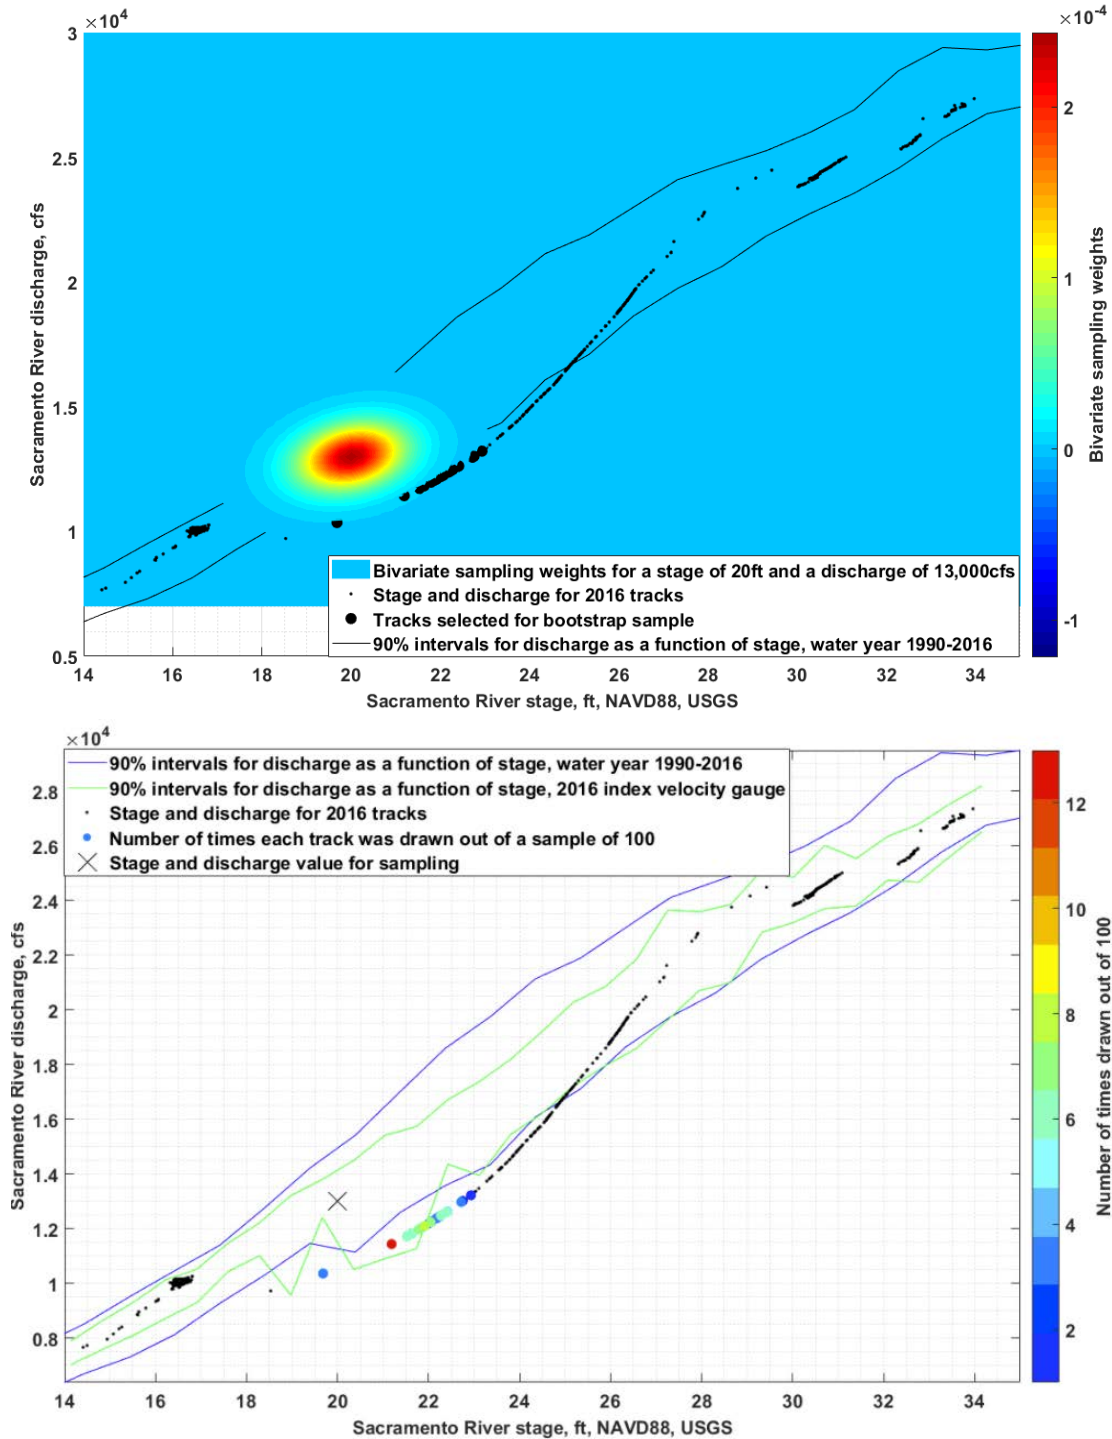 ×10⁴
×10⁻⁴
3
2.5
2
1.5
1
0.5
Sacramento River discharge, cfs
2
1
0
-1
Bivariate sampling weights
Bivariate sampling weights for a stage of 20ft and a discharge of 13,000cfs
Stage and discharge for 2016 tracks
Tracks selected for bootstrap sample
90% intervals for discharge as a function of stage, water year 1990-2016
14 16 18 20 22 24 26 28 30 32 34
Sacramento River stage, ft, NAVD88, USGS
×10⁴
90% intervals for discharge as a function of stage, water year 1990-2016
90% intervals for discharge as a function of stage, 2016 index velocity gauge
Stage and discharge for 2016 tracks
Number of times each track was drawn out of a sample of 100
Stage and discharge value for sampling
2.8
2.6
2.4
2.2
2
1.8
1.6
1.4
1.2
1
0.8
Sacramento River discharge, cfs
12
10
8
6
4
2
Number of times drawn out of 100
14 16 18 20 22 24 26 28 30 32 34
Sacramento River stage, ft, NAVD88, USGS